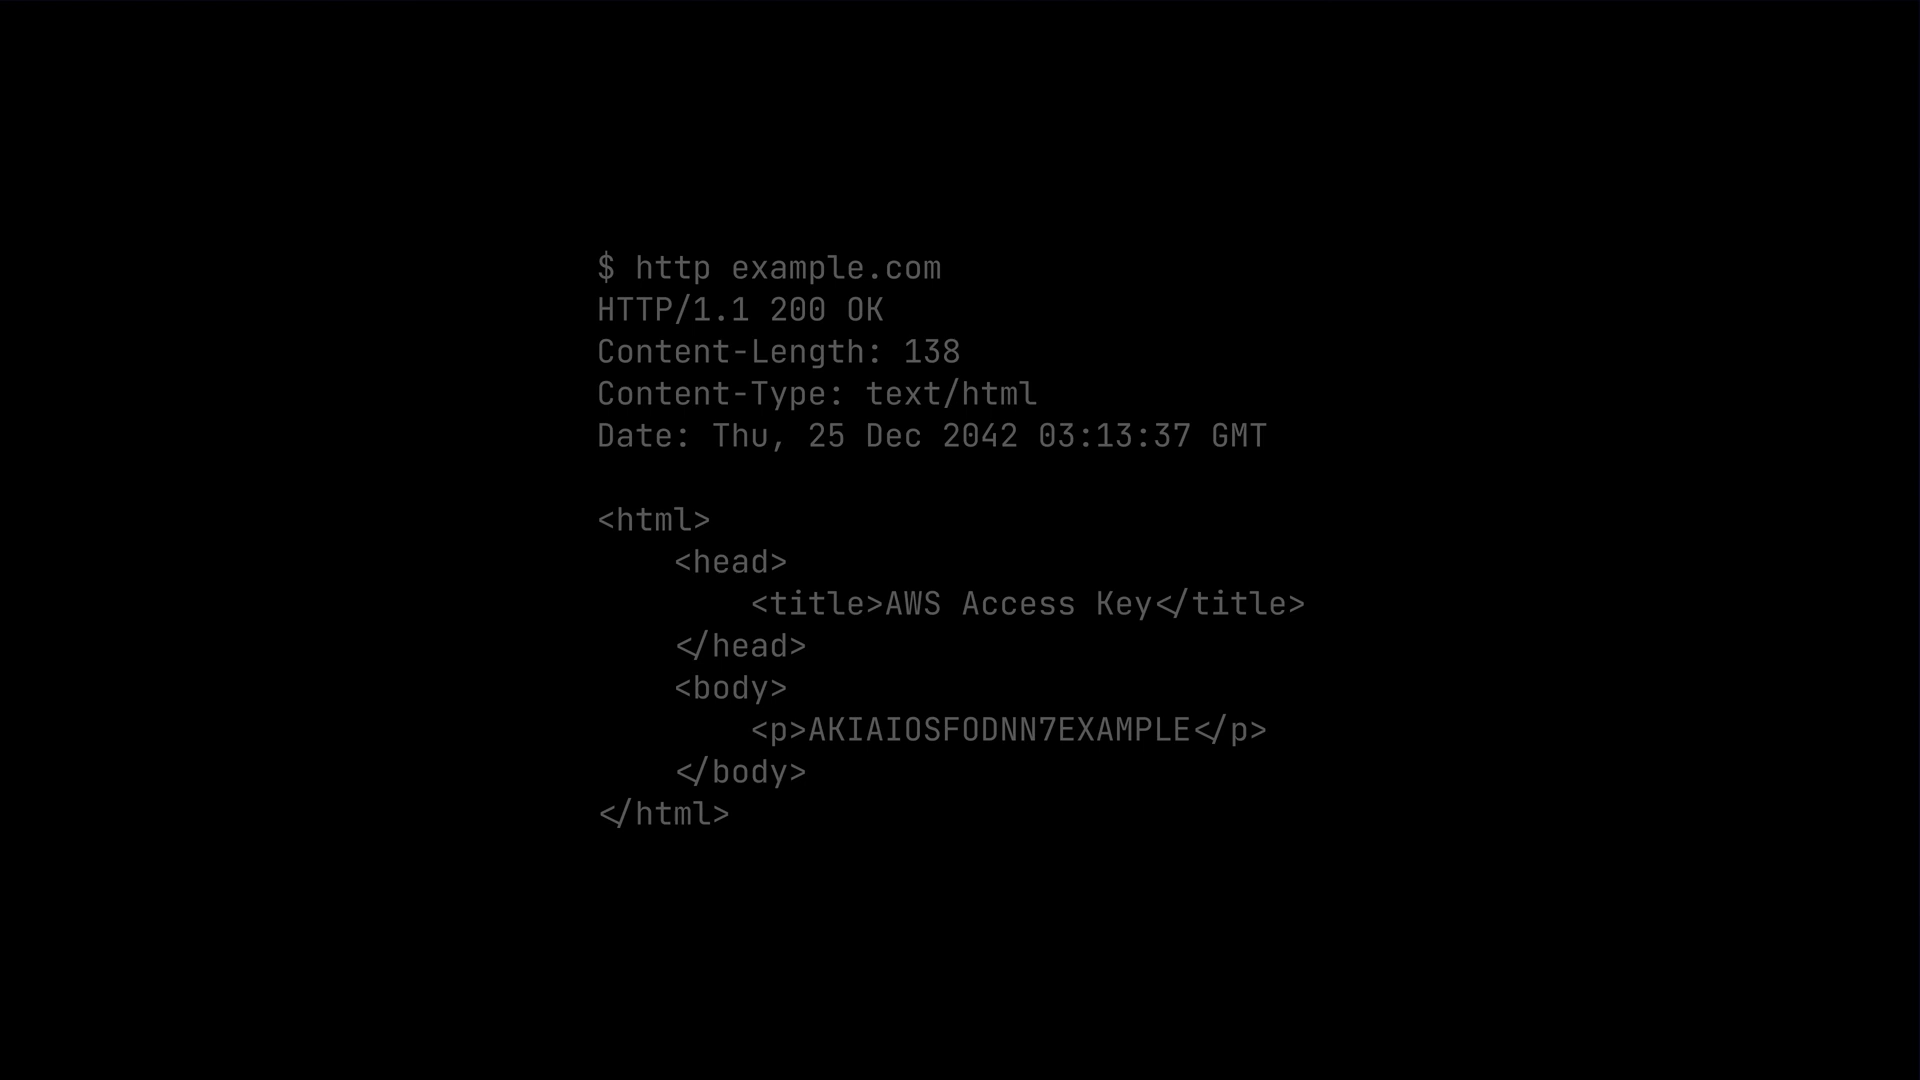 $ http example.com
HTTP/1.1 200 OK
Content-Length: 138
Content-Type: text/html
Date: Thu, 25 Dec 2042 03:13:37 GMT

<html>
    <head>
        <title>AWS Access Key</title>
    </head>
    <body>
        <p>AKIAIOSFODNN7EXAMPLE</p>
    </body>
</html>